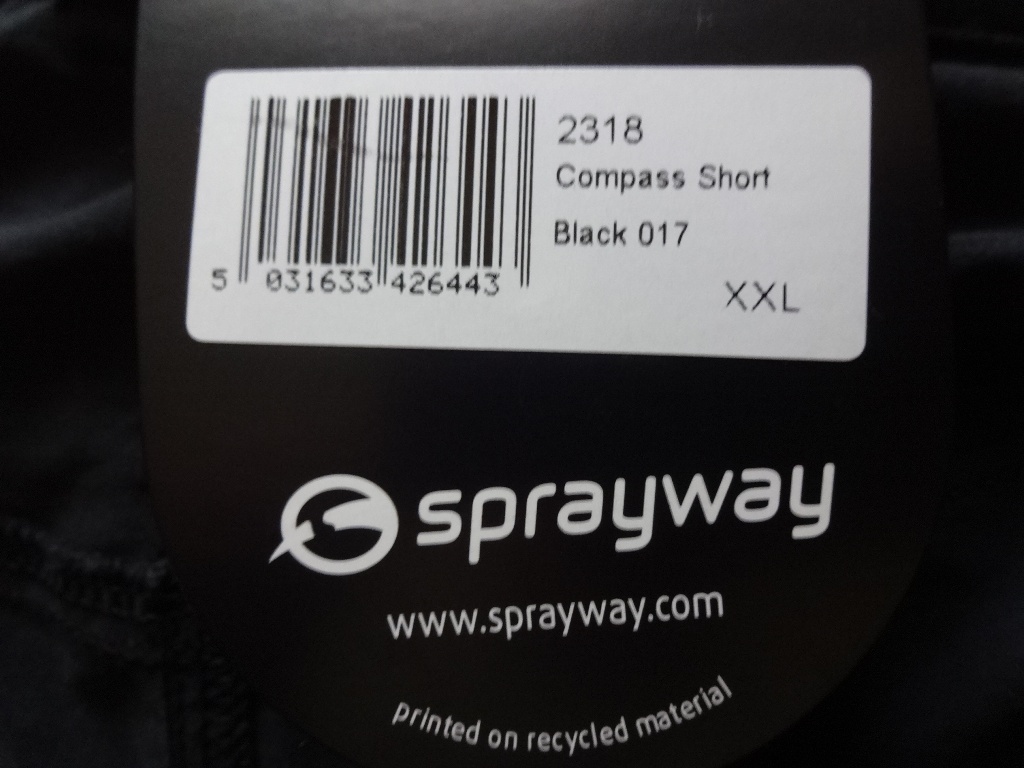 2318
Compass Short
Black 017
XXL
5 031633 426443
sprayway
www.sprayway.com
printed on recycled material